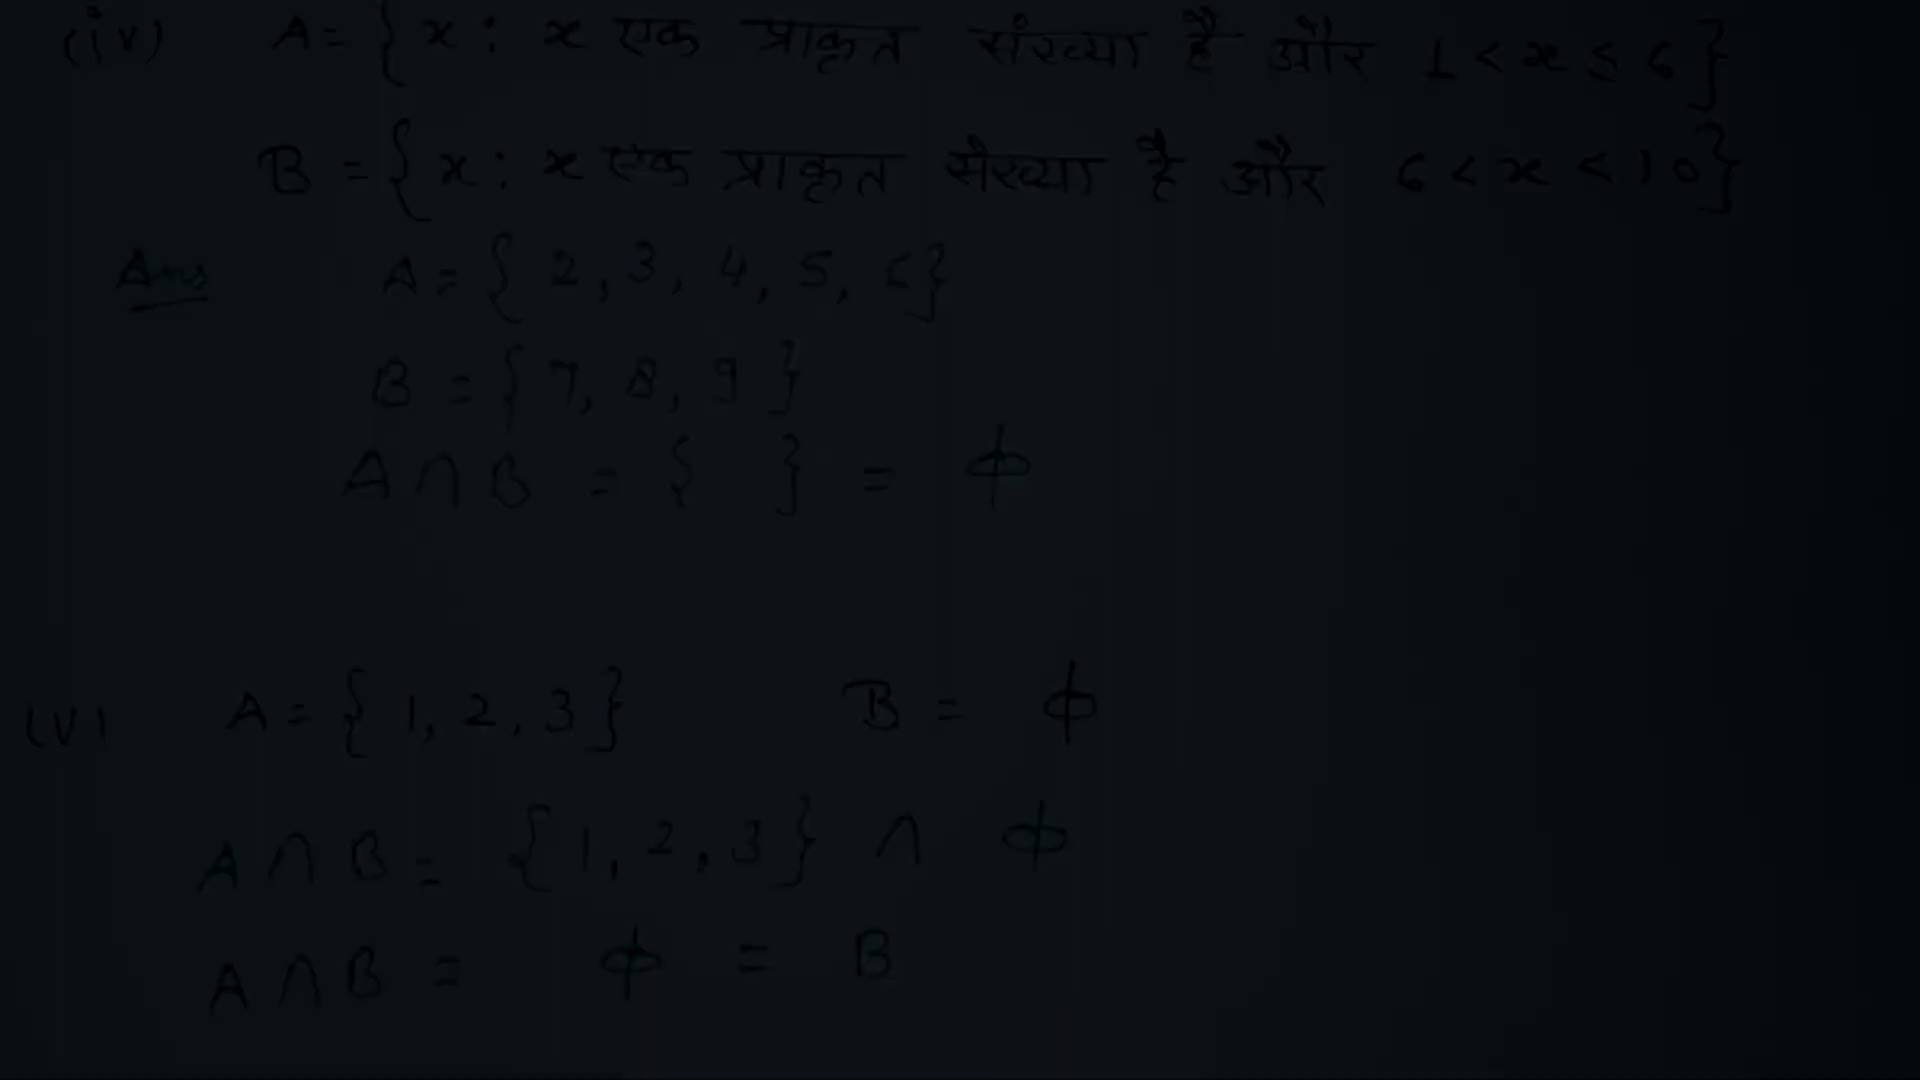 (iv) A = { x : x एक प्राकृत संख्या है और 1 < x ≤ 6 }
B = { x : x एक प्राकृत संख्या है और 6 < x < 10 }
Ans A = { 2 , 3 , 4 , 5 , 6 }
B = { 7 , 8 , 9 }
A ∩ B = { } = ϕ
(v) A = { 1 , 2 , 3 } B = ϕ
A ∩ B = { 1 , 2 , 3 } ∩ ϕ
A ∩ B = ϕ = B